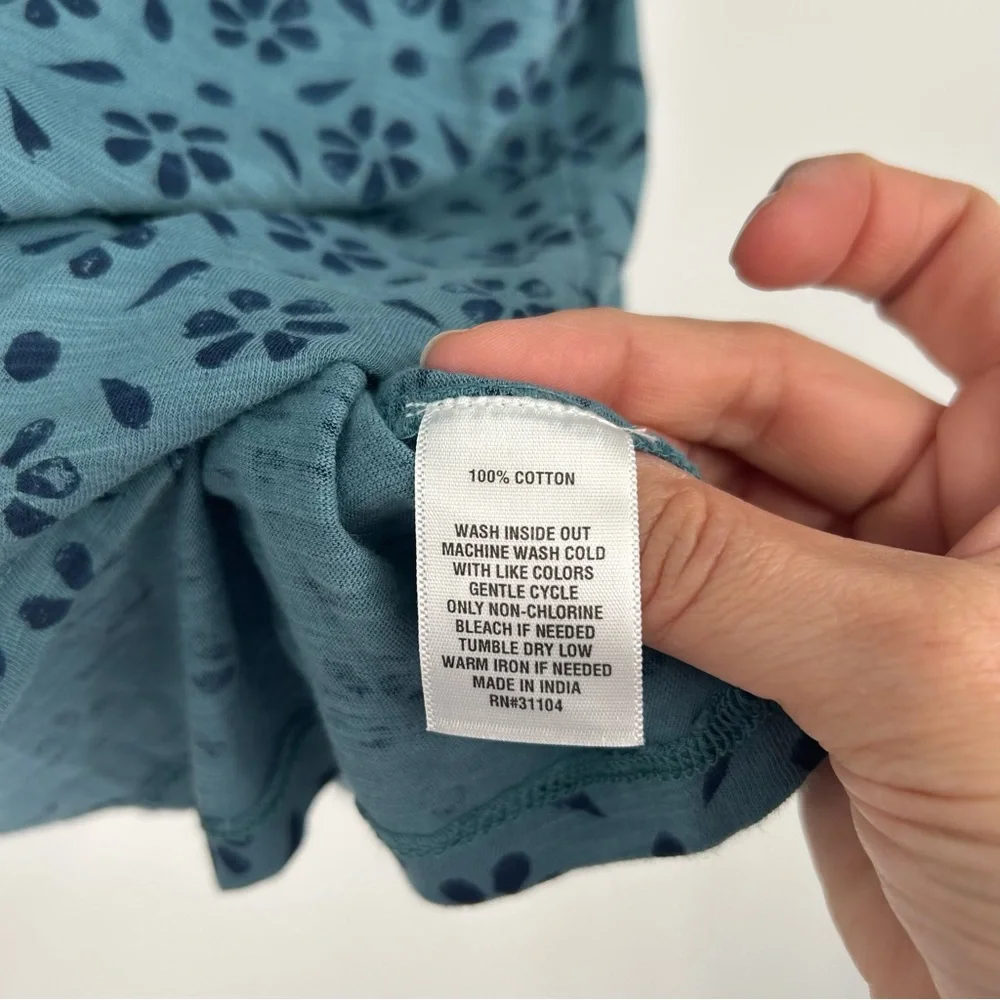 100% COTTON
WASH INSIDE OUT
MACHINE WASH COLD
WITH LIKE COLORS
GENTLE CYCLE
ONLY NON-CHLORINE
BLEACH IF NEEDED
TUMBLE DRY LOW
WARM IRON IF NEEDED
MADE IN INDIA
RN#31104